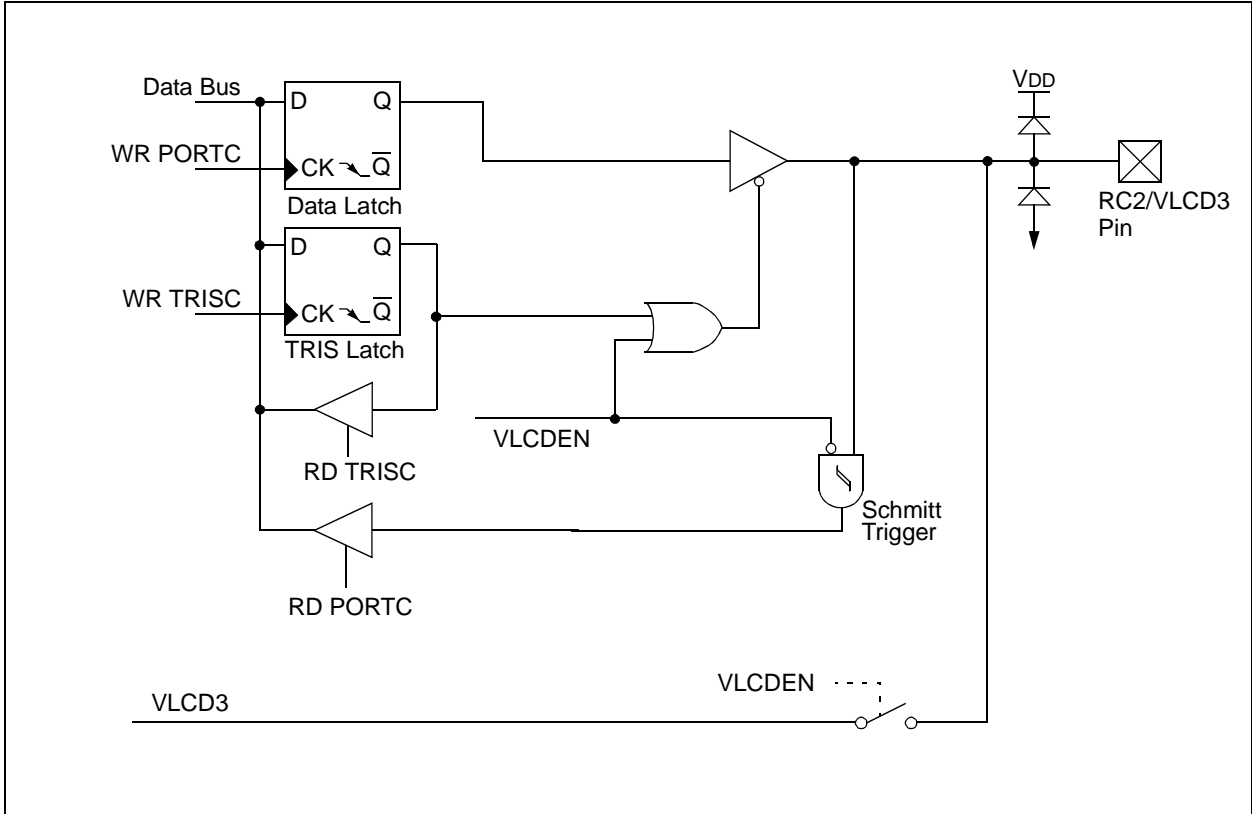 Data Bus
D Q
VDD
WR PORTC
CK Q̅
RC2/VLCD3
Pin
Data Latch
D Q
WR TRISC
CK Q̅
TRIS Latch
VLCDEN
RD TRISC
Schmitt
Trigger
RD PORTC
VLCDEN
VLCD3